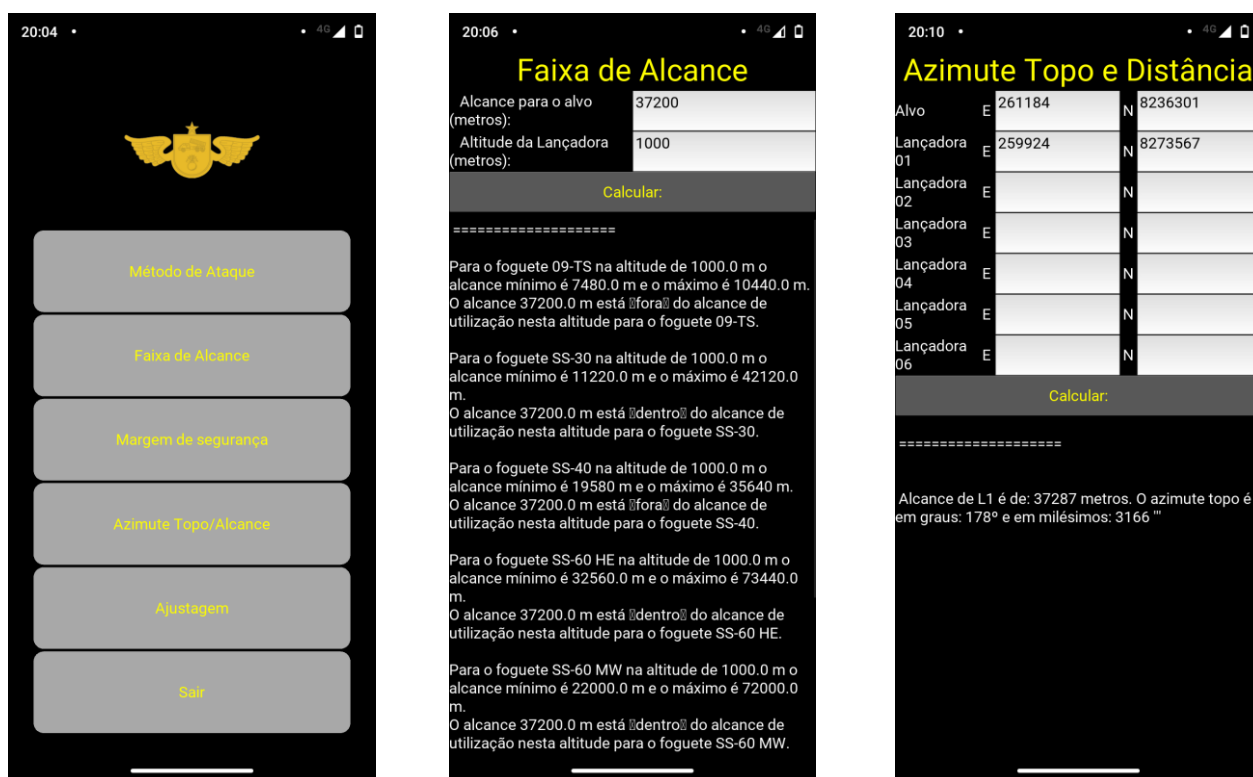 20:04 •
• 4G
Método de Ataque
Faixa de Alcance
Margem de segurança
Azimute Topo/Alcance
Ajustagem
Sair
20:06 •
• 4G
Faixa de Alcance
Alcance para o alvo
(metros):
37200
Altitude da Lançadora
(metros):
1000
Calcular:
====================
Para o foguete 09-TS na altitude de 1000.0 m o
alcance mínimo é 7480.0 m e o máximo é 10440.0 m.
O alcance 37200.0 m está fora do alcance de
utilização nesta altitude para o foguete 09-TS.
Para o foguete SS-30 na altitude de 1000.0 m o
alcance mínimo é 11220.0 m e o máximo é 42120.0
m.
O alcance 37200.0 m está dentro do alcance de
utilização nesta altitude para o foguete SS-30.
Para o foguete SS-40 na altitude de 1000.0 m o
alcance mínimo é 19580 m e o máximo é 35640 m.
O alcance 37200.0 m está fora do alcance de
utilização nesta altitude para o foguete SS-40.
Para o foguete SS-60 HE na altitude de 1000.0 m o
alcance mínimo é 32560.0 m e o máximo é 73440.0
m.
O alcance 37200.0 m está dentro do alcance de
utilização nesta altitude para o foguete SS-60 HE.
Para o foguete SS-60 MW na altitude de 1000.0 m o
alcance mínimo é 22000.0 m e o máximo é 72000.0
m.
O alcance 37200.0 m está dentro do alcance de
utilização nesta altitude para o foguete SS-60 MW.
20:10 •
• 4G
Azimute Topo e Distância
Alvo E 261184 N 8236301
Lançadora
01 E 259924 N 8273567
Lançadora
02 E N
Lançadora
03 E N
Lançadora
04 E N
Lançadora
05 E N
Lançadora
06 E N
Calcular:
====================
Alcance de L1 é de: 37287 metros. O azimute topo é
em graus: 178º e em milésimos: 3166 '"